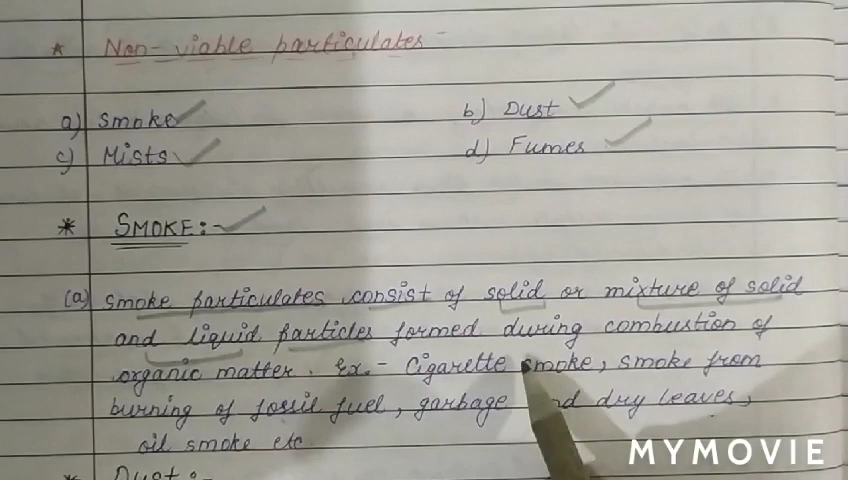 * Non-viable particulates-
a) Smoke b) Dust
c) Mists d) Fumes
* SMOKE:-
(a) Smoke particulates consist of solid or mixture of solid
and liquid particles formed during combustion of
organic matter. Ex.- Cigarette smoke, smoke from
burning of fossil fuel, garbage and dry leaves,
oil smoke etc
* Dust:-
MYMOVIE